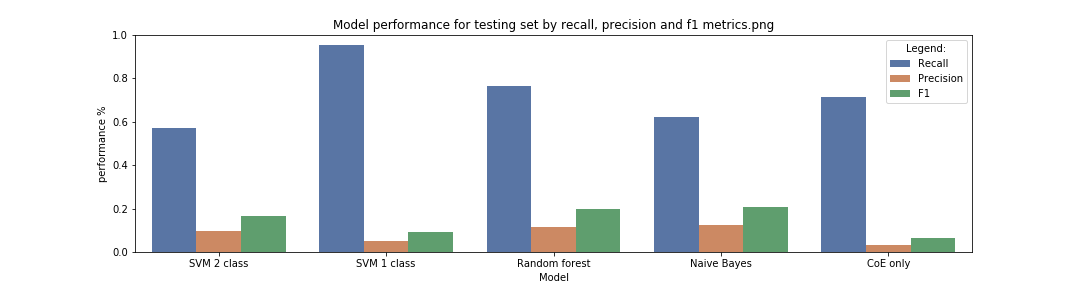 Model performance for testing set by recall, precision and f1 metrics.png
1.0
0.8
0.6
0.4
0.2
0.0
performance %
Legend:
Recall
Precision
F1
SVM 2 class
SVM 1 class
Random forest
Naive Bayes
CoE only
Model